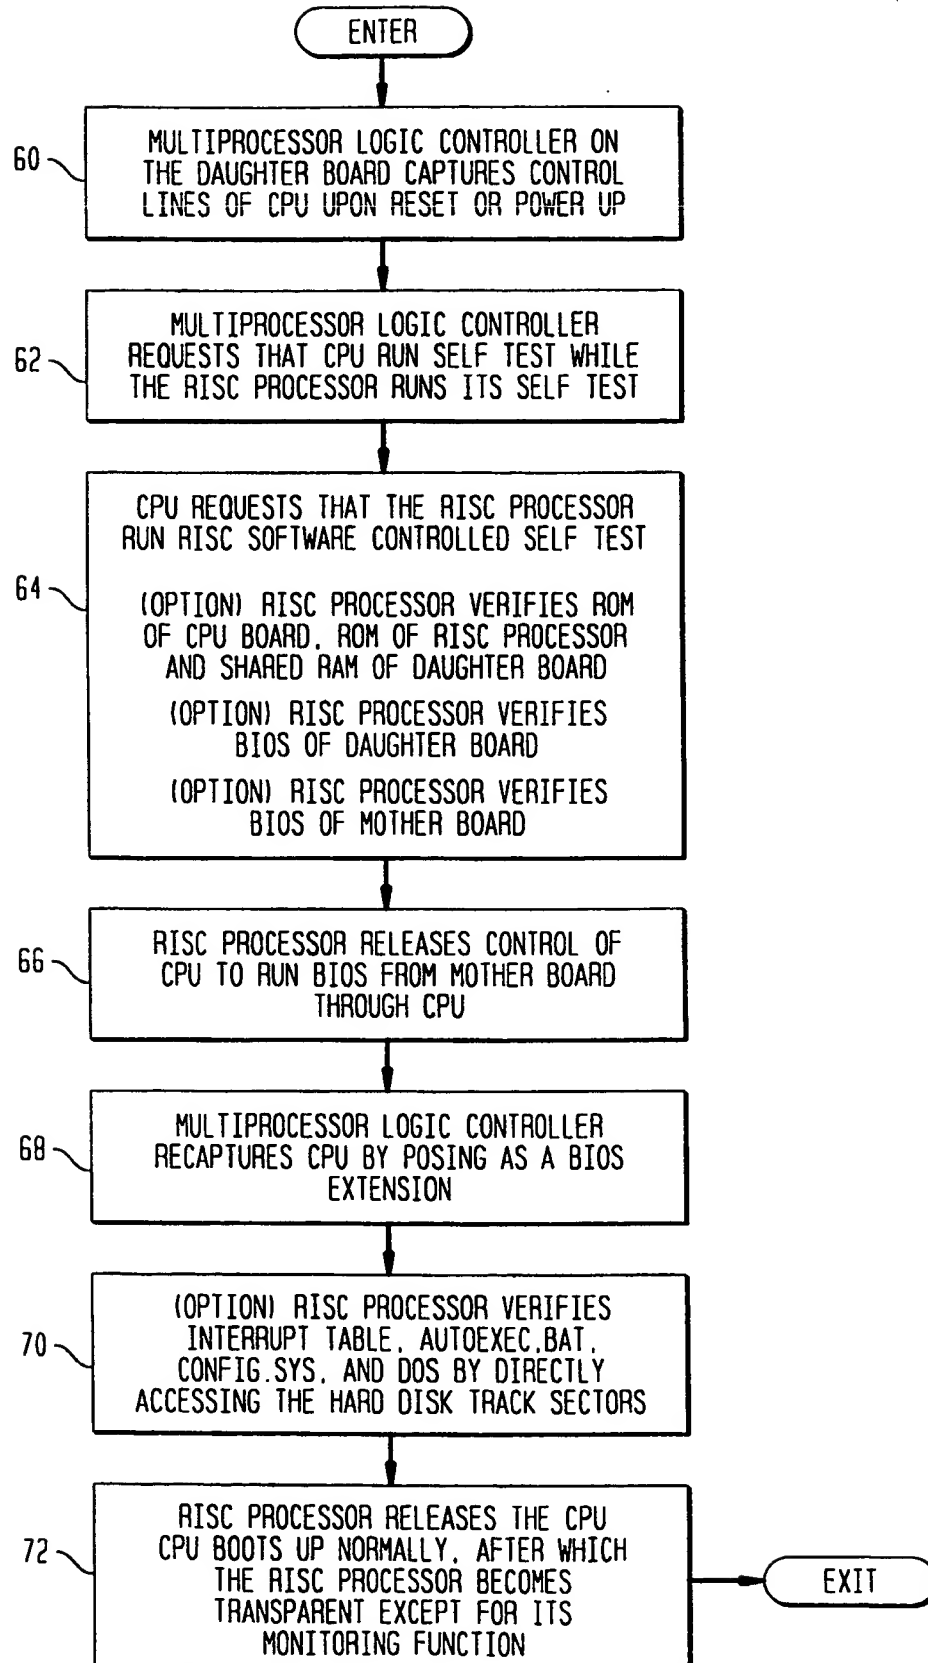 ENTER
60
MULTIPROCESSOR LOGIC CONTROLLER ON
THE DAUGHTER BOARD CAPTURES CONTROL
LINES OF CPU UPON RESET OR POWER UP
62
MULTIPROCESSOR LOGIC CONTROLLER
REQUESTS THAT CPU RUN SELF TEST WHILE
THE RISC PROCESSOR RUNS ITS SELF TEST
64
CPU REQUESTS THAT THE RISC PROCESSOR
RUN RISC SOFTWARE CONTROLLED SELF TEST
(OPTION) RISC PROCESSOR VERIFIES ROM
OF CPU BOARD, ROM OF RISC PROCESSOR
AND SHARED RAM OF DAUGHTER BOARD
(OPTION) RISC PROCESSOR VERIFIES
BIOS OF DAUGHTER BOARD
(OPTION) RISC PROCESSOR VERIFIES
BIOS OF MOTHER BOARD
66
RISC PROCESSOR RELEASES CONTROL OF
CPU TO RUN BIOS FROM MOTHER BOARD
THROUGH CPU
68
MULTIPROCESSOR LOGIC CONTROLLER
RECAPTURES CPU BY POSING AS A BIOS
EXTENSION
70
(OPTION) RISC PROCESSOR VERIFIES
INTERRUPT TABLE, AUTOEXEC.BAT,
CONFIG.SYS, AND DOS BY DIRECTLY
ACCESSING THE HARD DISK TRACK SECTORS
72
RISC PROCESSOR RELEASES THE CPU
CPU BOOTS UP NORMALLY, AFTER WHICH
THE RISC PROCESSOR BECOMES
TRANSPARENT EXCEPT FOR ITS
MONITORING FUNCTION
EXIT